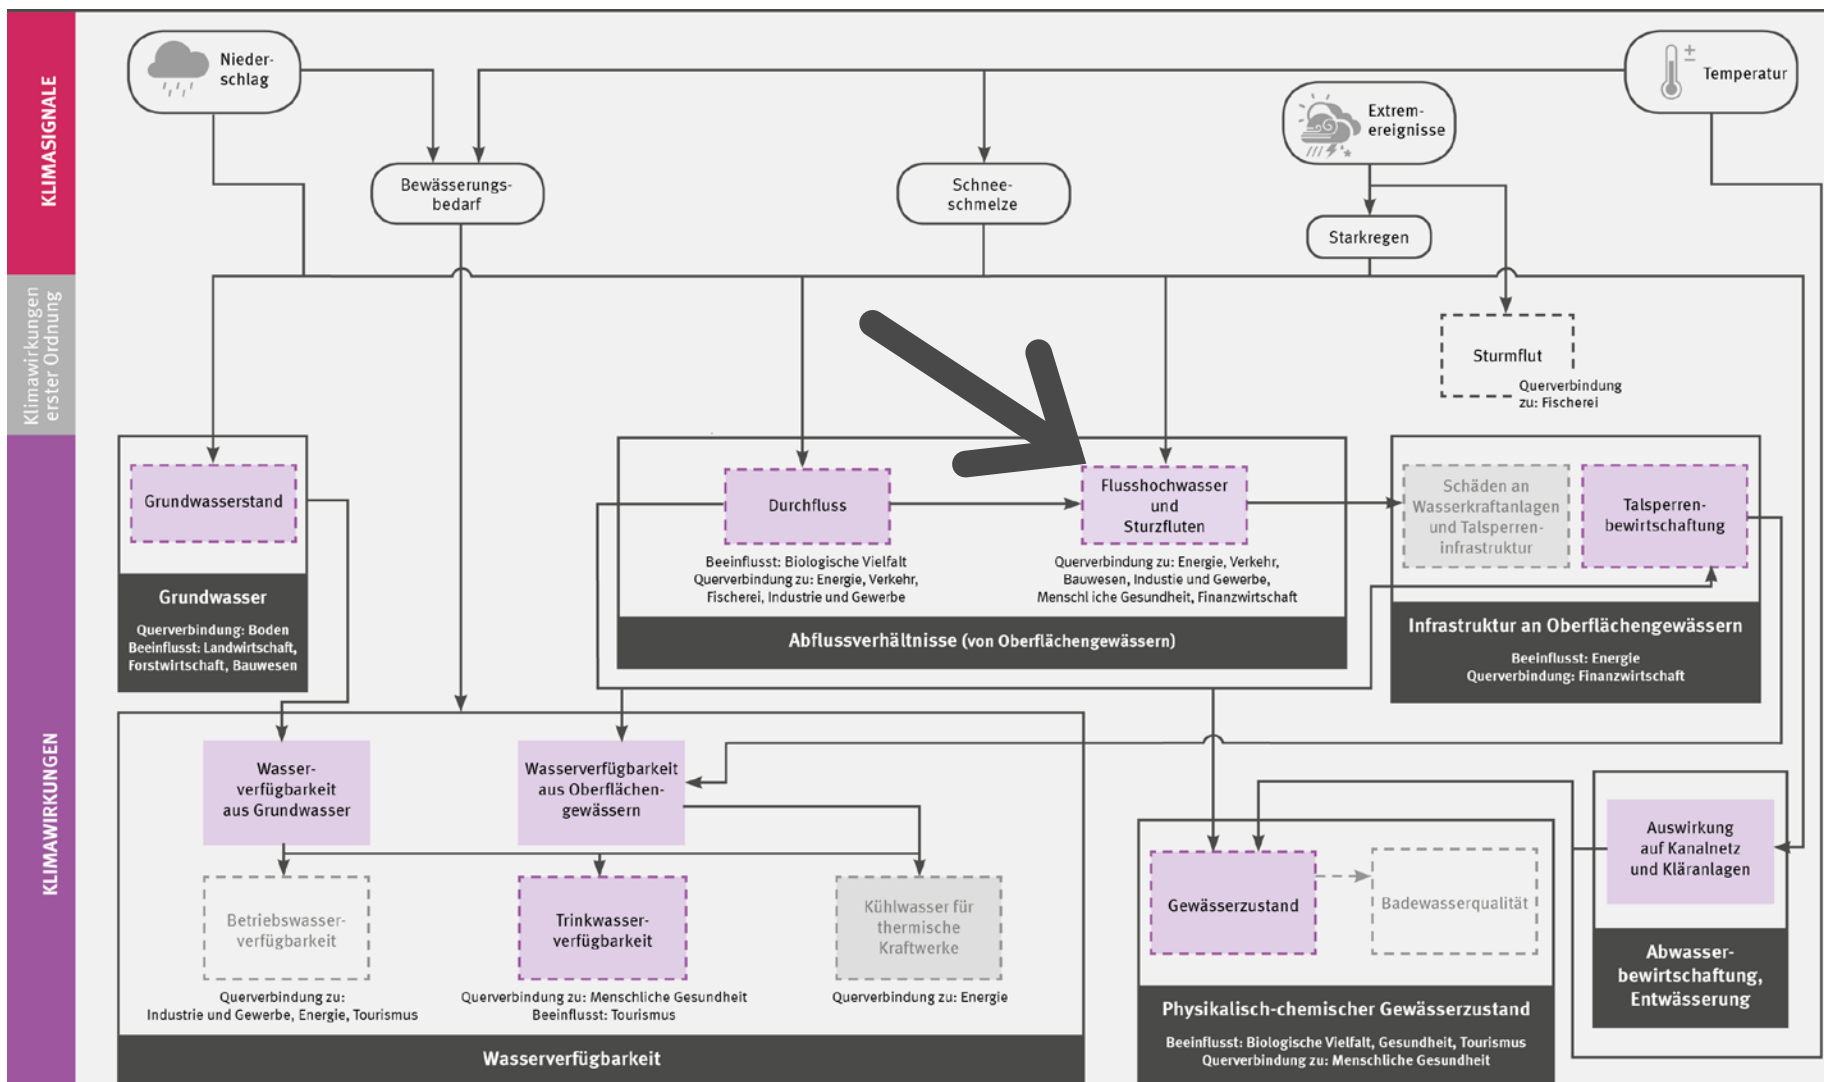 KLIMASIGNALE
Nieder-
schlag
Temperatur
Extrem-
ereignisse
Bewässerungs-
bedarf
Schnee-
schmelze
Starkregen
Klimawirkungen
erster Ordnung
Sturmflut
Querverbindung
zu: Fischerei
KLIMAWIRKUNGEN
Grundwasserstand
Grundwasser
Querverbindung: Boden
Beeinflusst: Landwirtschaft,
Forstwirtschaft, Bauwesen
Durchfluss
Beeinflusst: Biologische Vielfalt
Querverbindung zu: Energie, Verkehr,
Fischerei, Industrie und Gewerbe
Flusshochwasser
und
Sturzfluten
Querverbindung zu: Energie, Verkehr,
Bauwesen, Industie und Gewerbe,
Menschl iche Gesundheit, Finanzwirtschaft
Abflussverhältnisse (von Oberflächengewässern)
Schäden an
Wasserkraftanlagen
und Talsperren-
infrastruktur
Talsperren-
bewirtschaftung
Infrastruktur an Oberflächengewässern
Beeinflusst: Energie
Querverbindung: Finanzwirtschaft
Wasser-
verfügbarkeit
aus Grundwasser
Wasserverfügbarkeit
aus Oberflächen-
gewässern
Betriebswasser-
verfügbarkeit
Querverbindung zu:
Industrie und Gewerbe, Energie, Tourismus
Trinkwasser-
verfügbarkeit
Querverbindung zu: Menschliche Gesundheit
Beeinflusst: Tourismus
Kühlwasser für
thermische
Kraftwerke
Querverbindung zu: Energie
Wasserverfügbarkeit
Gewässerzustand
Badewasserqualität
Physikalisch-chemischer Gewässerzustand
Beeinflusst: Biologische Vielfalt, Gesundheit, Tourismus
Querverbindung zu: Menschliche Gesundheit
Auswirkung
auf Kanalnetz
und Kläranlagen
Abwasser-
bewirtschaftung,
Entwässerung